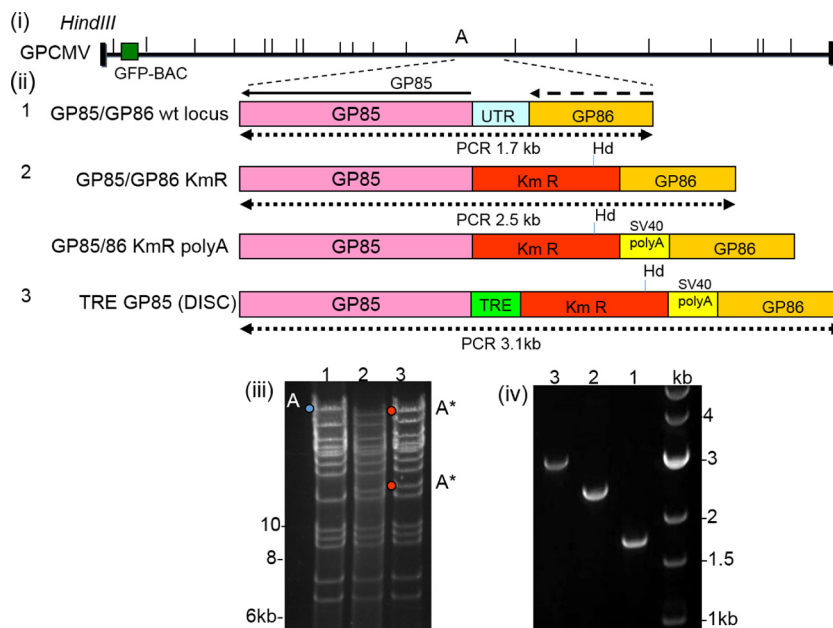 (i)
HindIII
GPCMV
A
GFP-BAC
(ii)
GP85
1
GP85/GP86 wt locus
GP85
UTR
GP86
PCR 1.7 kb
Hd
2
GP85/GP86 KmR
GP85
Km R
GP86
PCR 2.5 kb
Hd
SV40
GP85/86 KmR polyA
GP85
Km R
polyA
GP86
Hd
SV40
3
TRE GP85 (DISC)
GP85
TRE
Km R
polyA
GP86
PCR 3.1kb
(iii)
1 2 3
A
A*
A*
10-
8-
6kb-
(iv)
3 2 1 kb
4
-3
-2
-1.5
-1kb